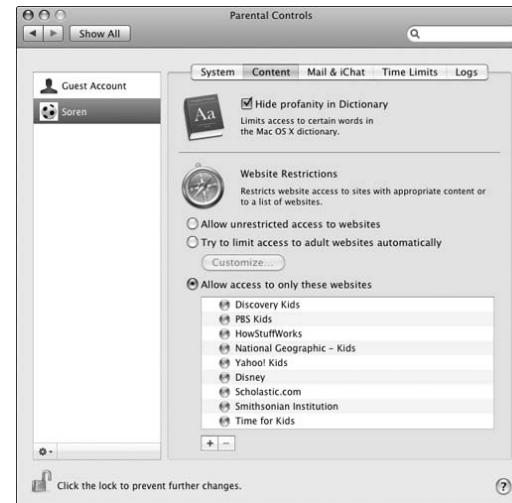 Parental Controls
Show All
System Content Mail & iChat Time Limits Logs
Guest Account
Soren
Aa
Hide profanity in Dictionary
Limits access to certain words in
the Mac OS X dictionary.
Website Restrictions
Restricts website access to sites with appropriate content or
to a list of websites.
Allow unrestricted access to websites
Try to limit access to adult websites automatically
Customize...
Allow access to only these websites
Discovery Kids
PBS Kids
HowStuffWorks
National Geographic – Kids
Yahoo! Kids
Disney
Scholastic.com
Smithsonian Institution
Time for Kids
+ −
Click the lock to prevent further changes.
?